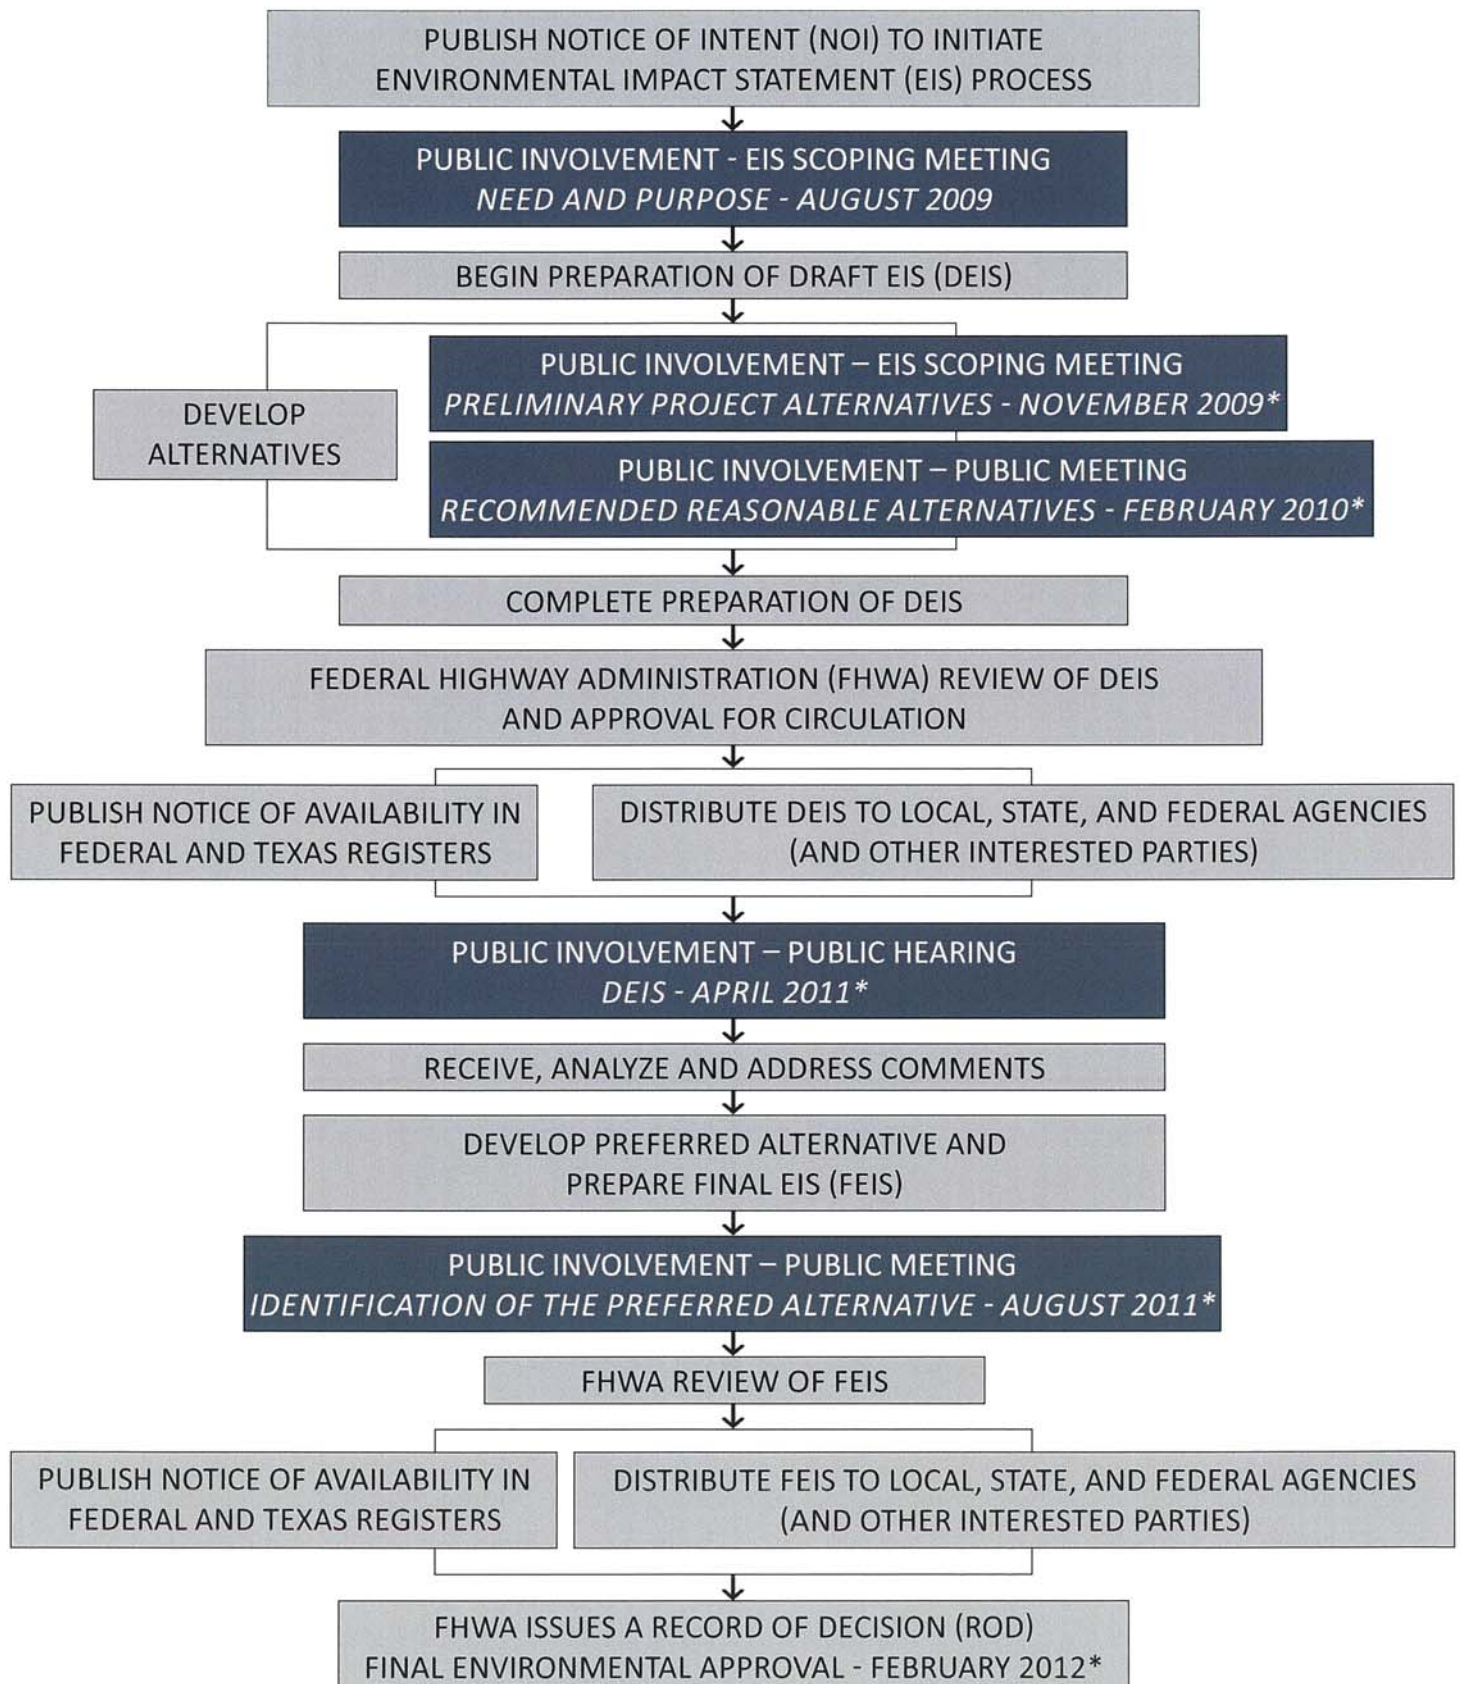 PUBLISH NOTICE OF INTENT (NOI) TO INITIATE
ENVIRONMENTAL IMPACT STATEMENT (EIS) PROCESS
PUBLIC INVOLVEMENT - EIS SCOPING MEETING
NEED AND PURPOSE - AUGUST 2009
BEGIN PREPARATION OF DRAFT EIS (DEIS)
DEVELOP
ALTERNATIVES
PUBLIC INVOLVEMENT – EIS SCOPING MEETING
PRELIMINARY PROJECT ALTERNATIVES - NOVEMBER 2009*
PUBLIC INVOLVEMENT – PUBLIC MEETING
RECOMMENDED REASONABLE ALTERNATIVES - FEBRUARY 2010*
COMPLETE PREPARATION OF DEIS
FEDERAL HIGHWAY ADMINISTRATION (FHWA) REVIEW OF DEIS
AND APPROVAL FOR CIRCULATION
PUBLISH NOTICE OF AVAILABILITY IN
FEDERAL AND TEXAS REGISTERS
DISTRIBUTE DEIS TO LOCAL, STATE, AND FEDERAL AGENCIES
(AND OTHER INTERESTED PARTIES)
PUBLIC INVOLVEMENT – PUBLIC HEARING
DEIS - APRIL 2011*
RECEIVE, ANALYZE AND ADDRESS COMMENTS
DEVELOP PREFERRED ALTERNATIVE AND
PREPARE FINAL EIS (FEIS)
PUBLIC INVOLVEMENT – PUBLIC MEETING
IDENTIFICATION OF THE PREFERRED ALTERNATIVE - AUGUST 2011*
FHWA REVIEW OF FEIS
PUBLISH NOTICE OF AVAILABILITY IN
FEDERAL AND TEXAS REGISTERS
DISTRIBUTE FEIS TO LOCAL, STATE, AND FEDERAL AGENCIES
(AND OTHER INTERESTED PARTIES)
FHWA ISSUES A RECORD OF DECISION (ROD)
FINAL ENVIRONMENTAL APPROVAL - FEBRUARY 2012*